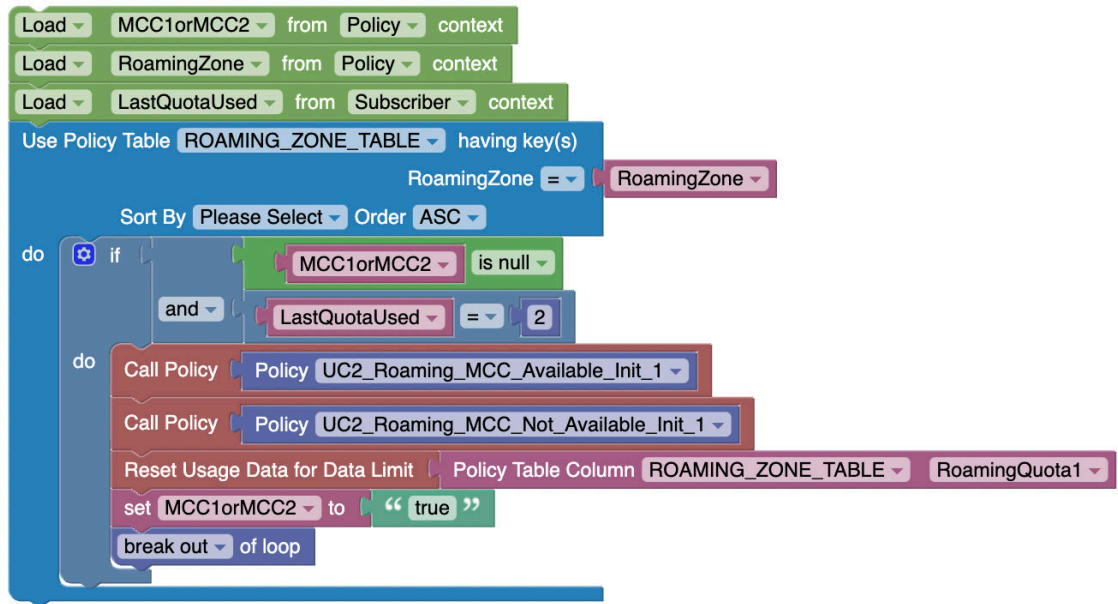 Load MCC1orMCC2 from Policy context
Load RoamingZone from Policy context
Load LastQuotaUsed from Subscriber context
Use Policy Table ROAMING_ZONE_TABLE having key(s)
RoamingZone = RoamingZone
Sort By Please Select Order ASC
do if MCC1orMCC2 is null
and LastQuotaUsed = 2
do Call Policy Policy UC2_Roaming_MCC_Available_Init_1
Call Policy Policy UC2_Roaming_MCC_Not_Available_Init_1
Reset Usage Data for Data Limit Policy Table Column ROAMING_ZONE_TABLE RoamingQuota1
set MCC1orMCC2 to “ true ”
break out of loop